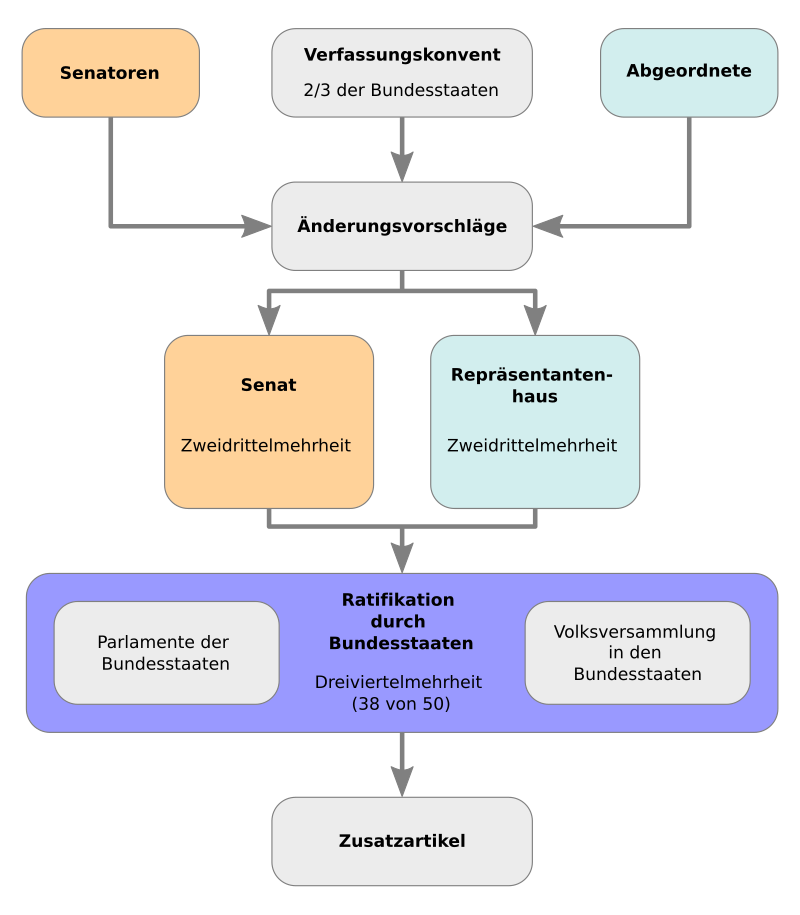 Senatoren
Verfassungskonvent
2/3 der Bundesstaaten
Abgeordnete
Änderungsvorschläge
Senat
Zweidrittelmehrheit
Repräsentanten-
haus
Zweidrittelmehrheit
Parlamente der
Bundesstaaten
Ratifikation
durch
Bundesstaaten
Dreiviertelmehrheit
(38 von 50)
Volksversammlung
in den
Bundesstaaten
Zusatzartikel